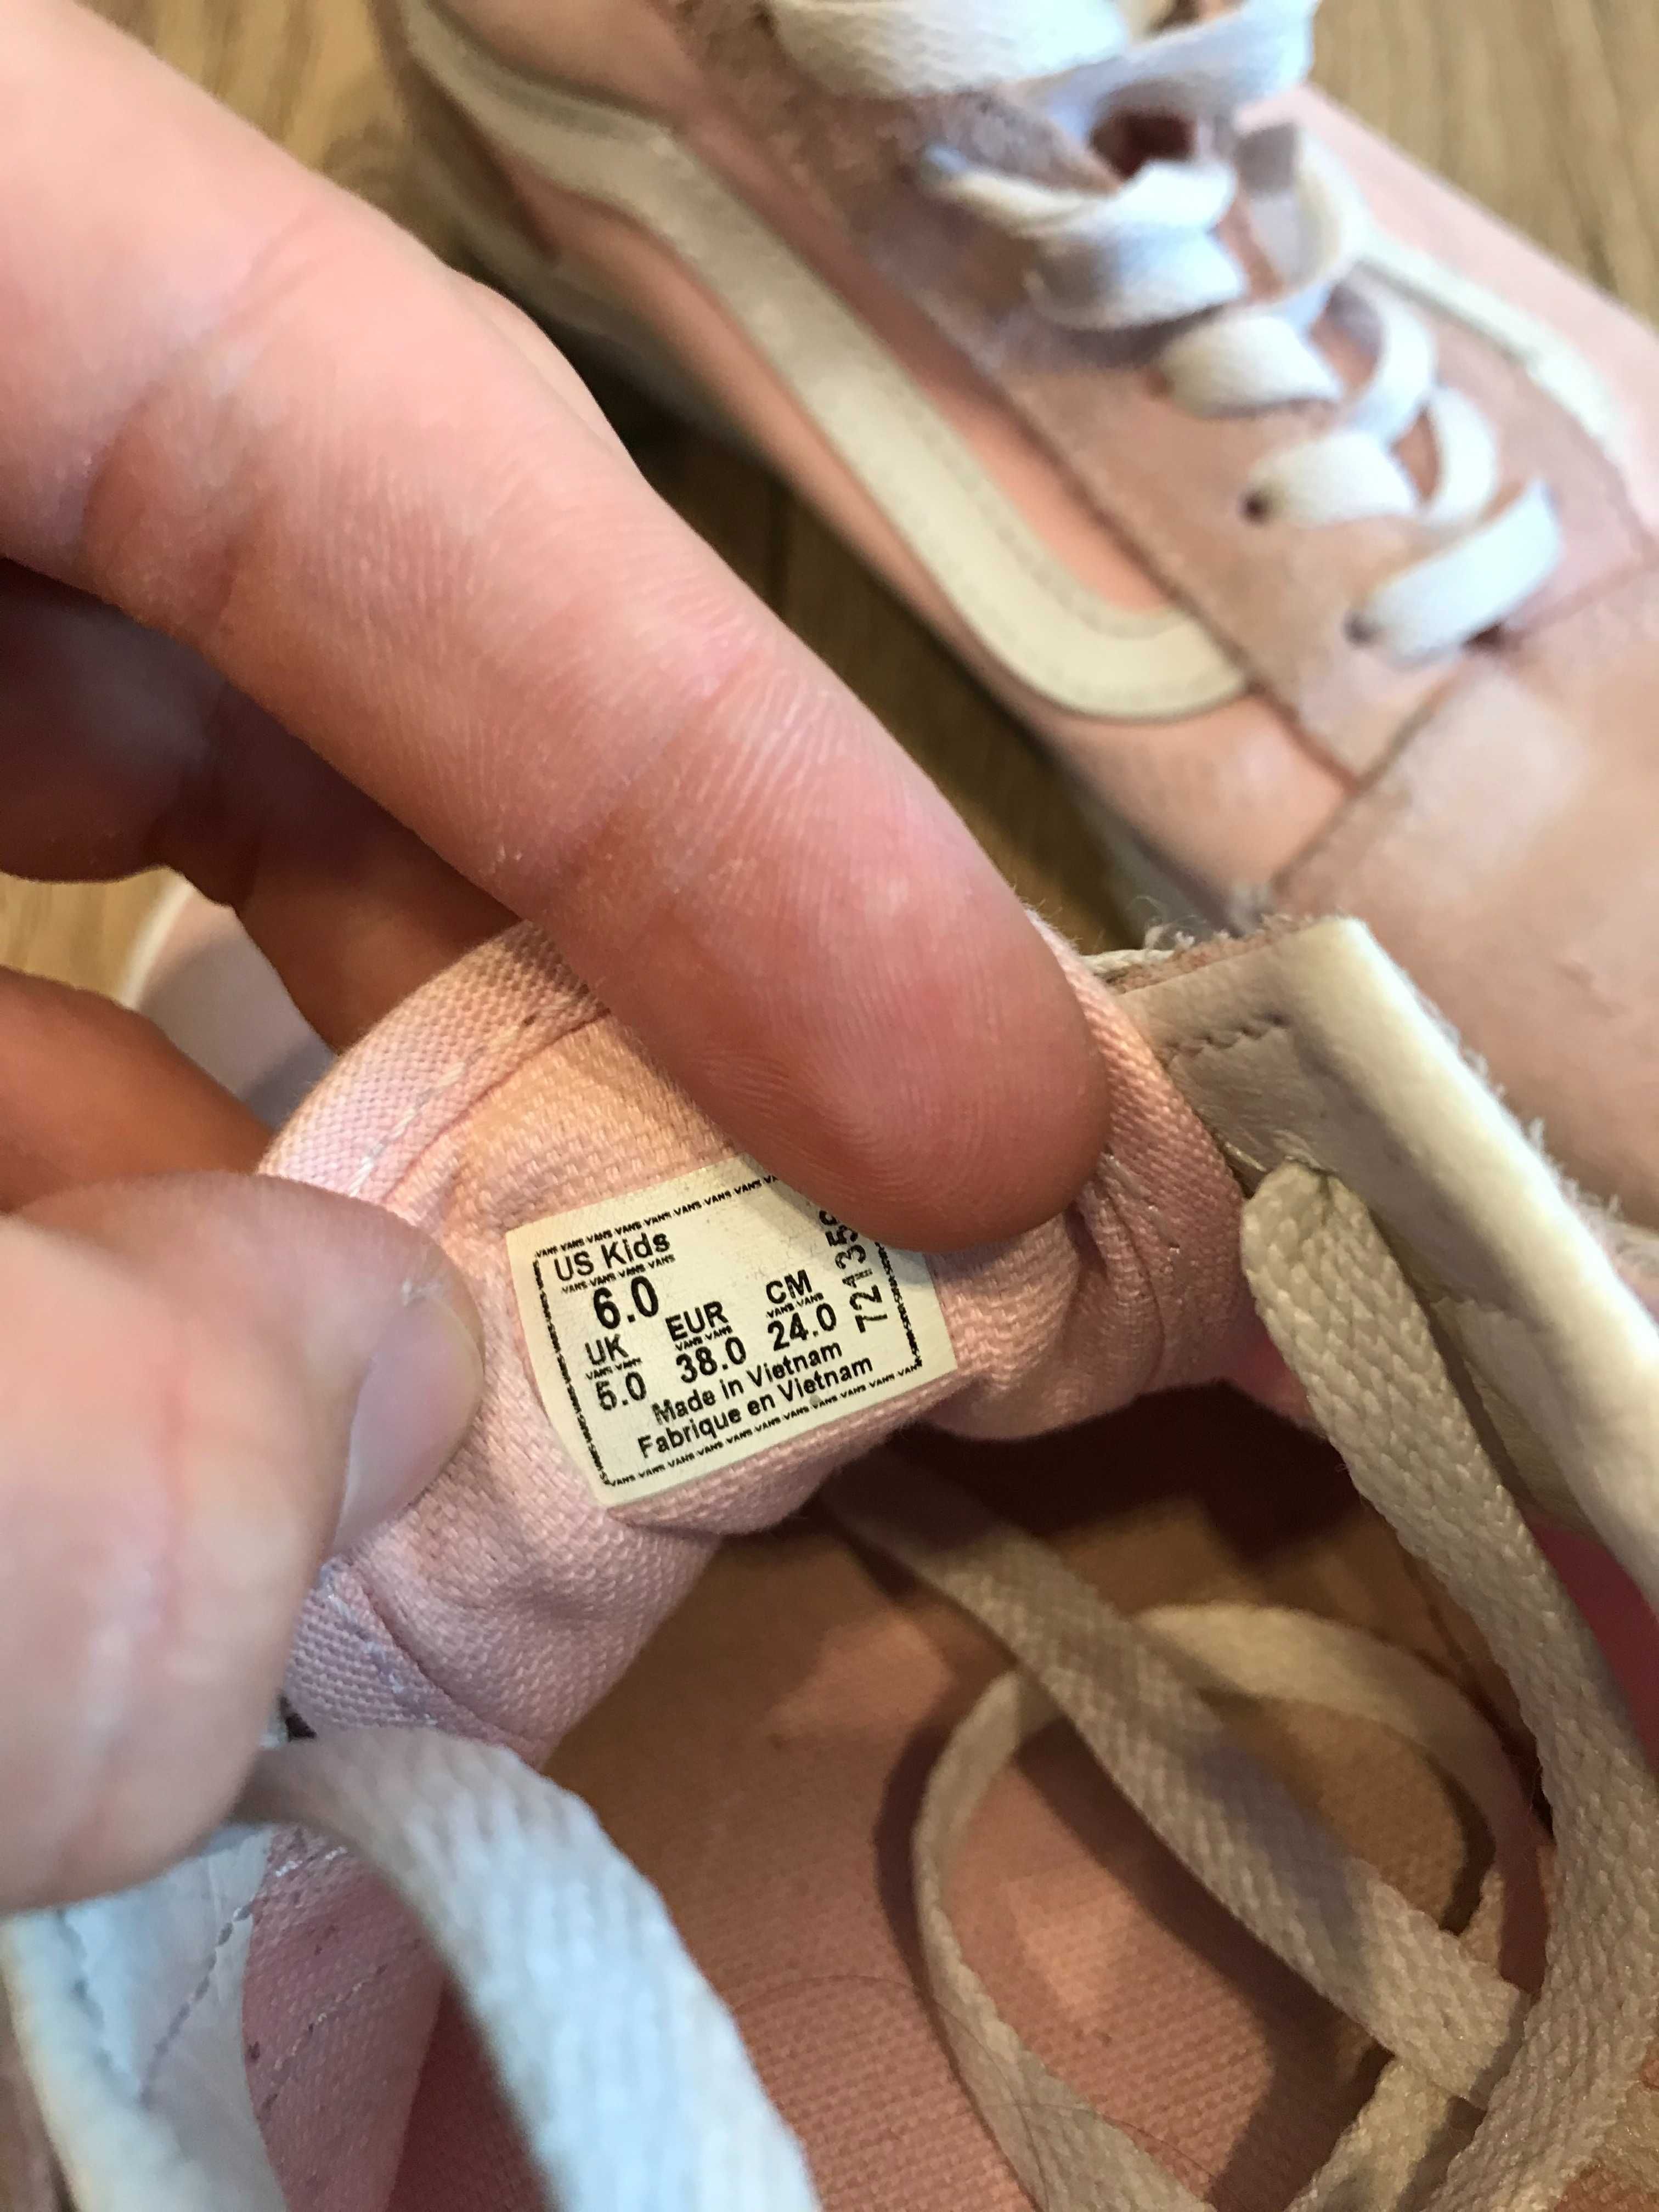 US Kids
6.0
UK EUR CM
5.0 38.0 24.0
Made in Vietnam
Fabrique en Vietnam